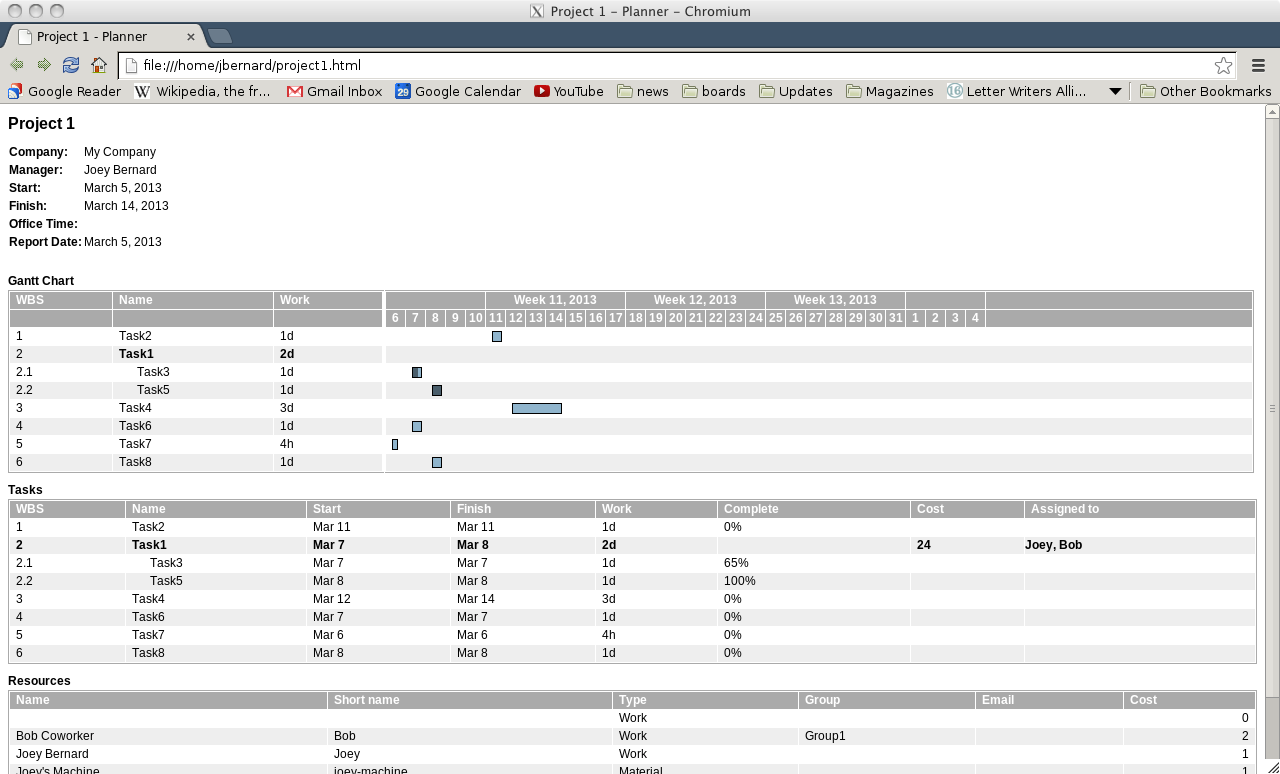 Project 1 - Planner - Chromium
Project 1 - Planner
file:///home/jbernard/project1.html
Google Reader Wikipedia, the fr... Gmail Inbox 29 Google Calendar YouTube news boards Updates Magazines 16 Letter Writers Alli... Other Bookmarks
Project 1
Company: My Company
Manager: Joey Bernard
Start: March 5, 2013
Finish: March 14, 2013
Office Time:
Report Date: March 5, 2013
Gantt Chart
WBS Name Work Week 11, 2013 Week 12, 2013 Week 13, 2013
6 7 8 9 10 11 12 13 14 15 16 17 18 19 20 21 22 23 24 25 26 27 28 29 30 31 1 2 3 4
1 Task2 1d
2 Task1 2d
2.1 Task3 1d
2.2 Task5 1d
3 Task4 3d
4 Task6 1d
5 Task7 4h
6 Task8 1d
Tasks
WBS Name Start Finish Work Complete Cost Assigned to
1 Task2 Mar 11 Mar 11 1d 0%
2 Task1 Mar 7 Mar 8 2d 24 Joey, Bob
2.1 Task3 Mar 7 Mar 7 1d 65%
2.2 Task5 Mar 8 Mar 8 1d 100%
3 Task4 Mar 12 Mar 14 3d 0%
4 Task6 Mar 7 Mar 7 1d 0%
5 Task7 Mar 6 Mar 6 4h 0%
6 Task8 Mar 8 Mar 8 1d 0%
Resources
Name Short name Type Group Email Cost
Work 0
Bob Coworker Bob Work Group1 2
Joey Bernard Joey Work 1
Joey's Machine joey-machine Material 1